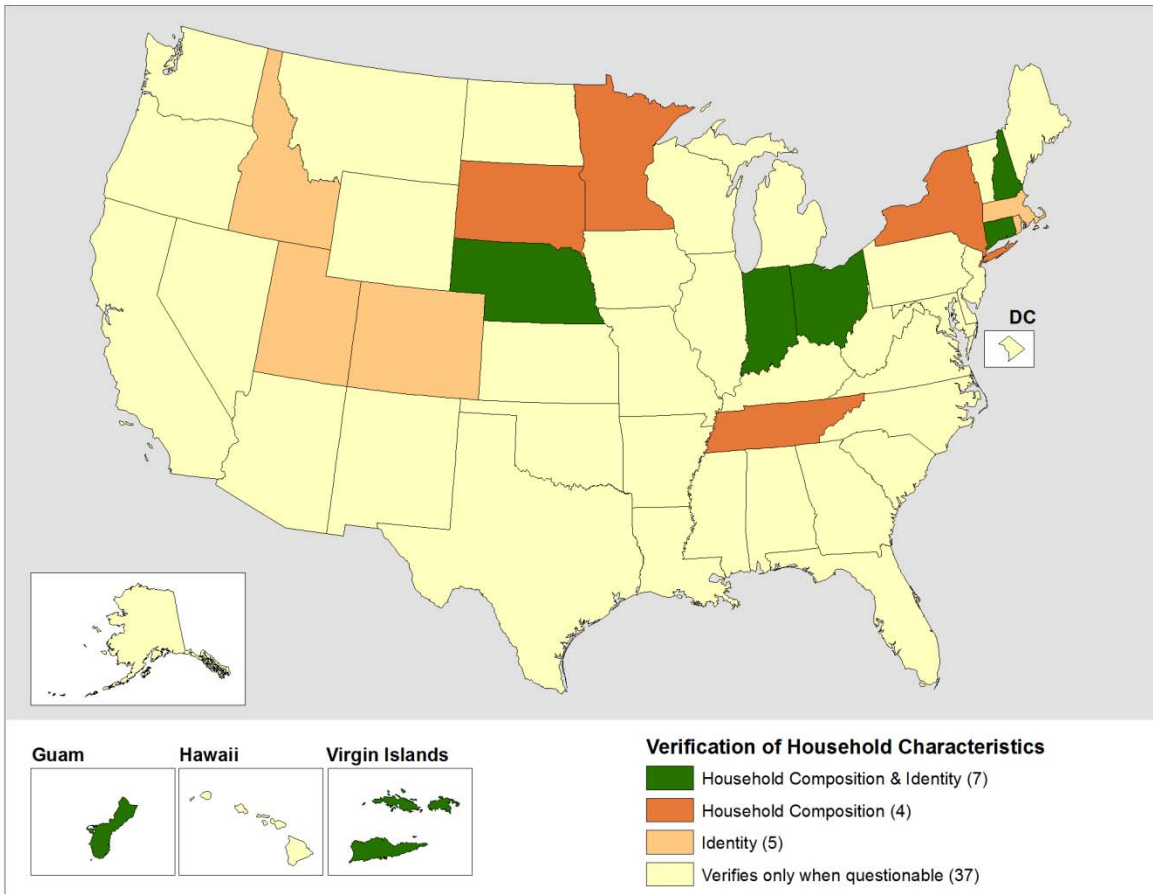 DC
Guam
Hawaii
Virgin Islands
Verification of Household Characteristics
Household Composition & Identity (7)
Household Composition (4)
Identity (5)
Verifies only when questionable (37)